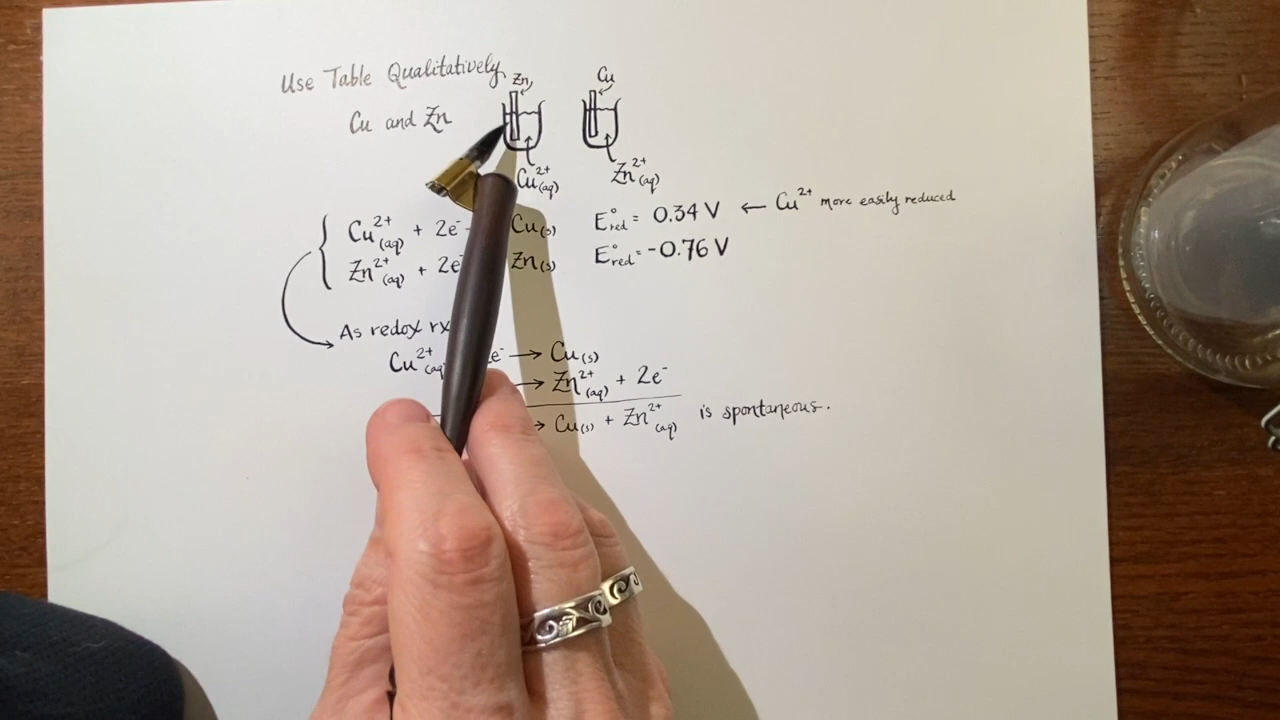 Use Table Qualitatively
Zn
Cu
Cu and Zn
Cu²⁺(aq)
Zn²⁺(aq)
Cu²⁺(aq) + 2e⁻ Cu(s) E°red = 0.34 V ← Cu²⁺ more easily reduced
Zn²⁺(aq) + 2e Zn(s) E°red = -0.76 V
As redox rx
Cu²⁺(aq) e⁻ → Cu(s)
→ Zn²⁺(aq) + 2e⁻
→ Cu(s) + Zn²⁺(aq) is spontaneous.